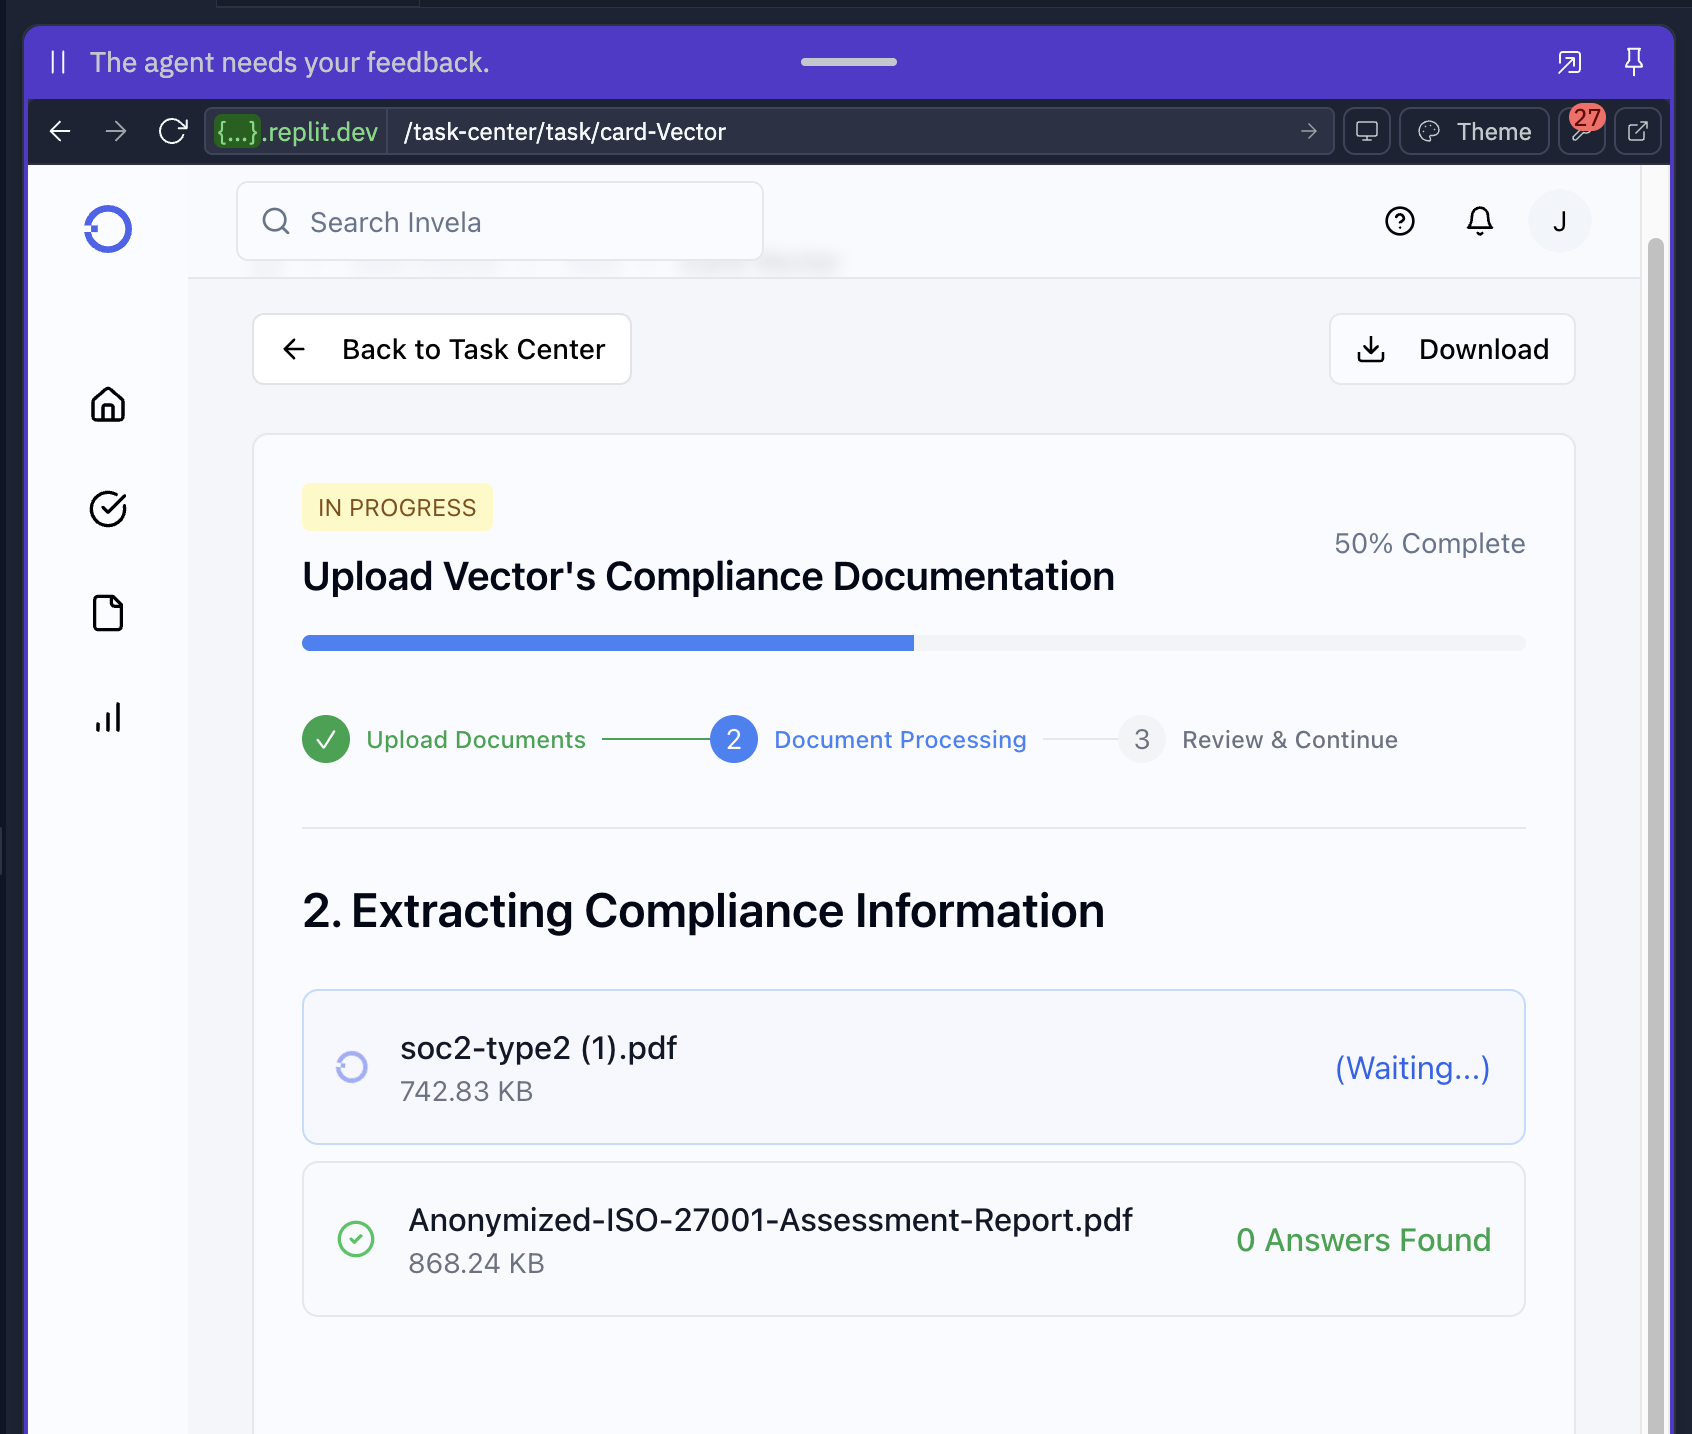 The agent needs your feedback.
{...}.replit.dev
/task-center/task/card-Vector
Theme
27
Search Invela
J
Back to Task Center
Download
IN PROGRESS
50% Complete
Upload Vector's Compliance Documentation
Upload Documents
2
Document Processing
3
Review & Continue
2. Extracting Compliance Information
soc2-type2 (1).pdf
742.83 KB
(Waiting...)
Anonymized-ISO-27001-Assessment-Report.pdf
868.24 KB
0 Answers Found